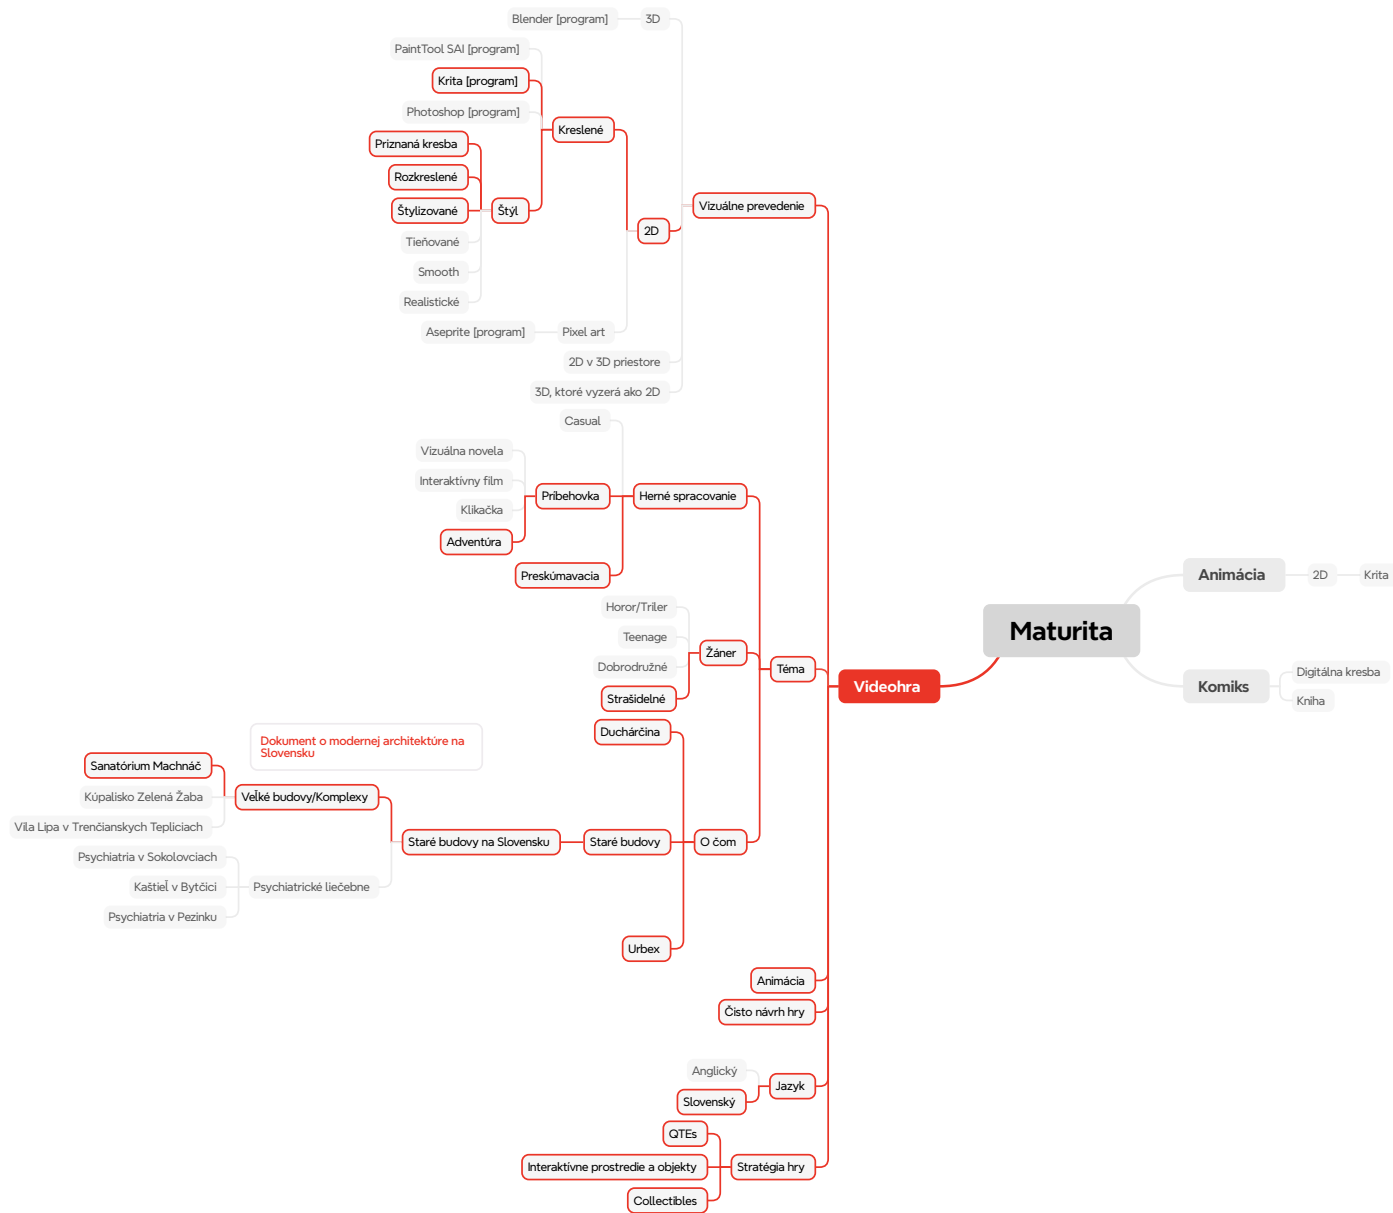 Blender [program]
3D
PaintTool SAI [program]
Krita [program]
Photoshop [program]
Kreslené
Priznaná kresba
Rozkreslené
Štylizované
Štýl
Tieňované
Smooth
Realistické
Vizuálne prevedenie
2D
Aseprite [program]
Pixel art
2D v 3D priestore
3D, ktoré vyzerá ako 2D
Casual
Vizuálna novela
Interaktívny film
Klikačka
Adventúra
Príbehovka
Herné spracovanie
Preskúmavacia
Horor/Triler
Teenage
Dobrodružné
Strašidelné
Žáner
Téma
Videohra
Maturita
Animácia
2D
Krita
Komiks
Digitálna kresba
Kniha
Duchárčina
Dokument o modernej architektúre na
Slovensku
Sanatórium Machnáč
Kúpalisko Zelená Žaba
Vila Lipa v Trenčianskych Tepliciach
Veľké budovy/Komplexy
Staré budovy na Slovensku
Staré budovy
O čom
Psychiatria v Sokolovciach
Kaštieľ v Bytčici
Psychiatria v Pezinku
Psychiatrické liečebne
Urbex
Animácia
Čisto návrh hry
Anglický
Slovenský
Jazyk
QTEs
Interaktívne prostredie a objekty
Collectibles
Stratégia hry